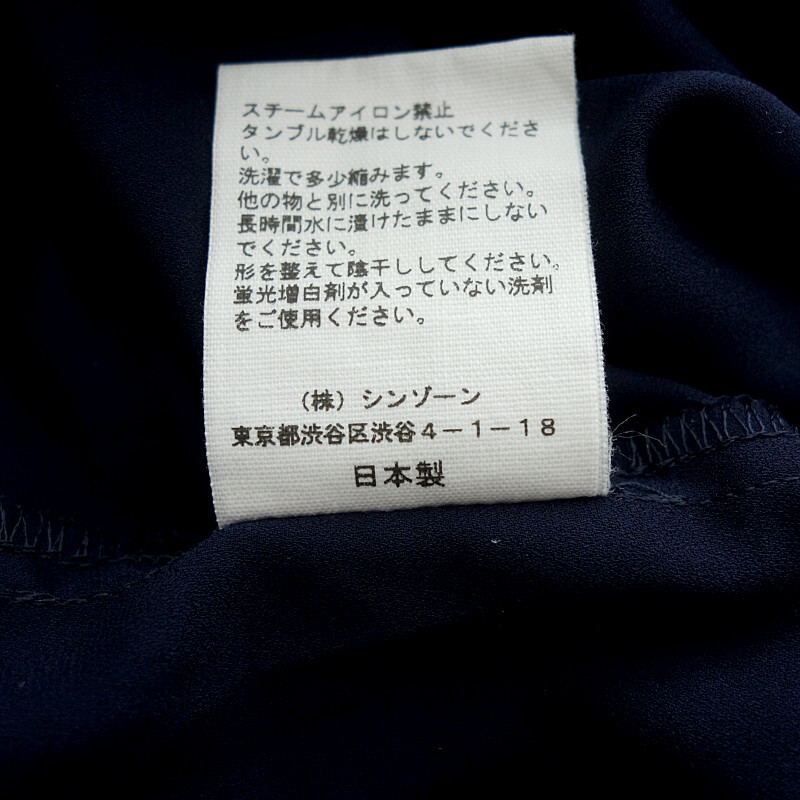 スチームアイロン禁止
タンブル乾燥はしないでくださ
い。
洗濯で多少縮みます。
他の物と別に洗ってください。
長時間水に漬けたままにしない
でください。
形を整えて陰干ししてください。
蛍光増白剤が入っていない洗剤
をご使用ください。
（株）シンゾーン
東京都渋谷区渋谷４－１－１８
日本製